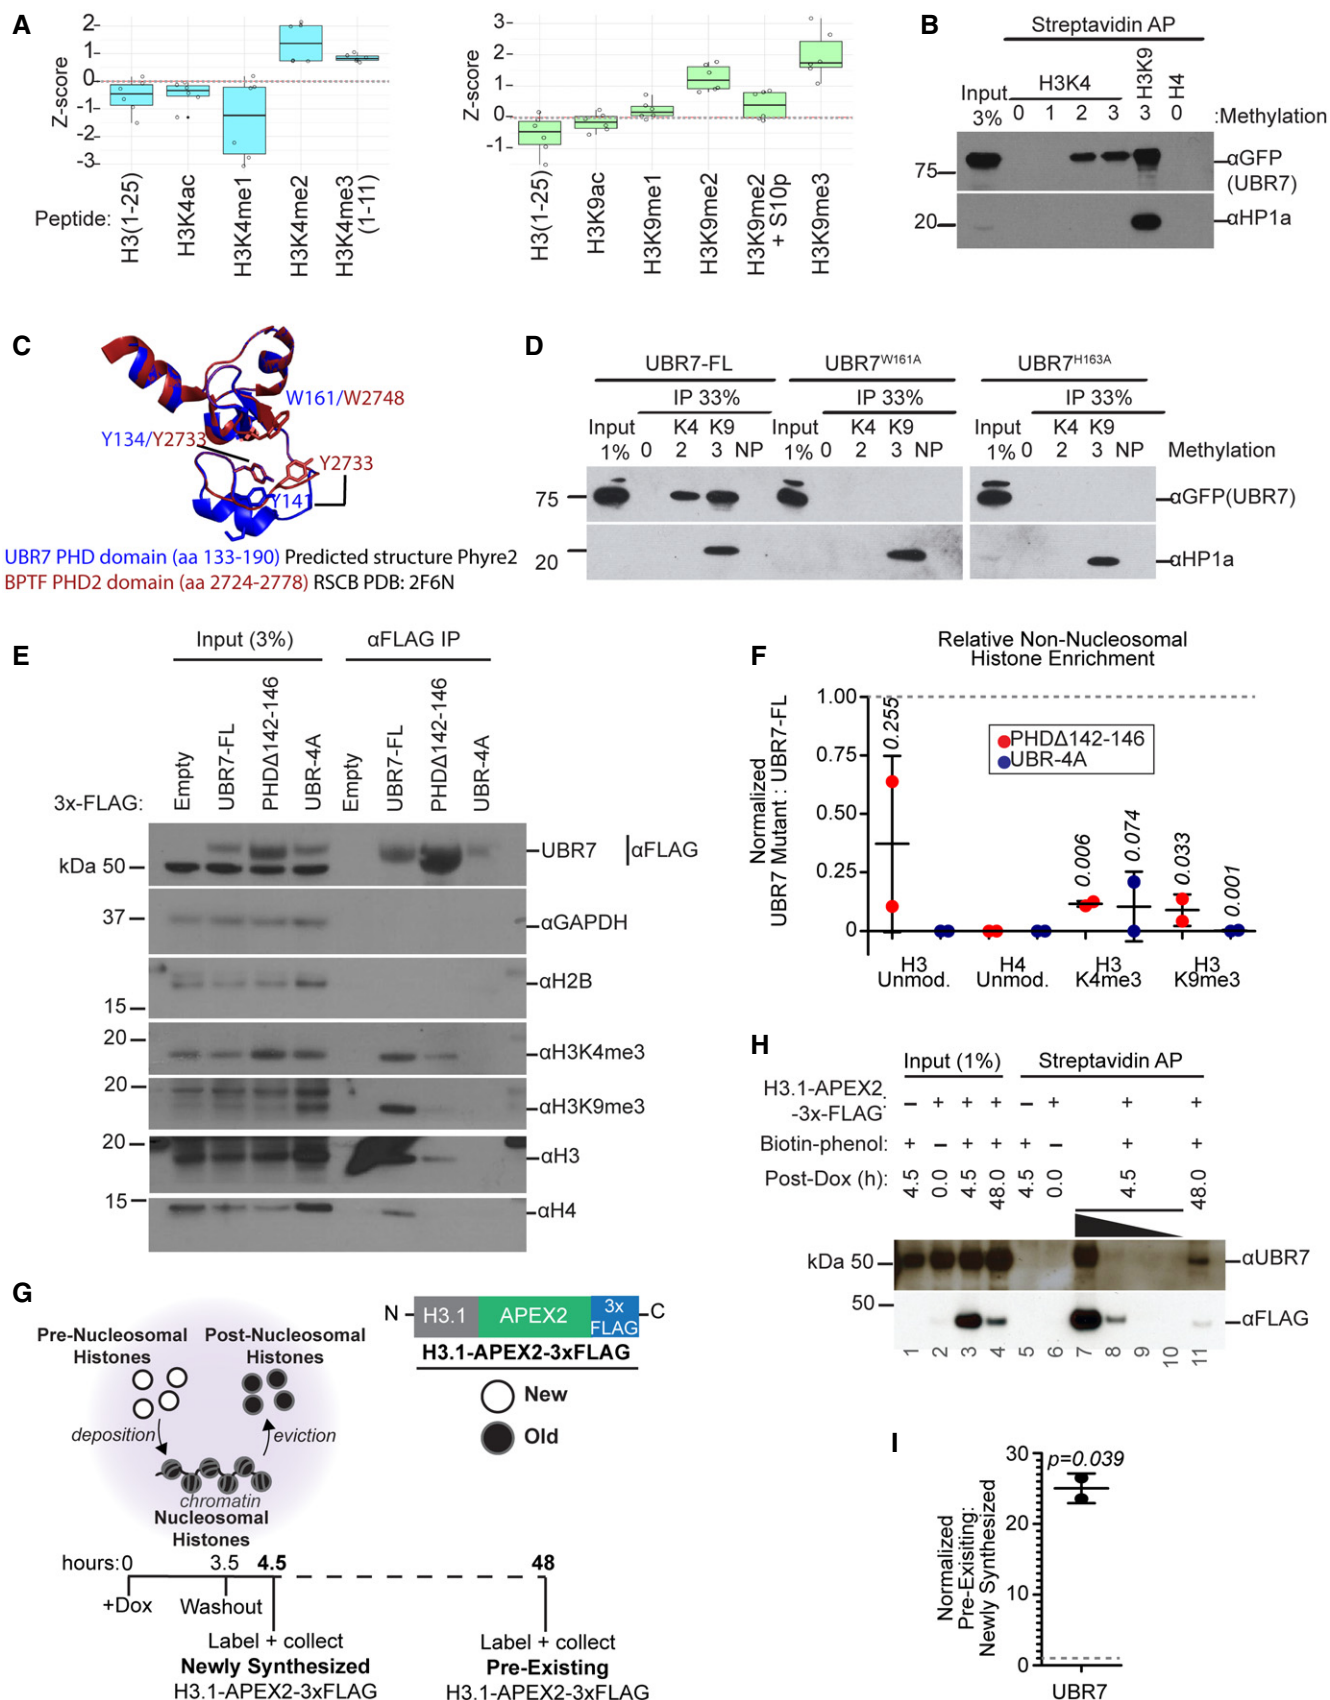 A
Z-score
2
1
0
-1
-2
-3
Peptide:
H3(1-25)
H3K4ac
H3K4me1
H3K4me2
H3K4me3
(1-11)
Z-score
3
2
1
0
-1
H3(1-25)
H3K9ac
H3K9me1
H3K9me2
H3K9me2
+ S10p
H3K9me3
B
Streptavidin AP
Input H3K4 H3K9 H4
3% 0 1 2 3 3 0 :Methylation
75
αGFP
(UBR7)
20
αHP1a
C
W161/W2748
Y134/Y2733
Y2733
Y141
UBR7 PHD domain (aa 133-190) Predicted structure Phyre2
BPTF PHD2 domain (aa 2724-2778) RSCB PDB: 2F6N
D
UBR7-FL UBR7W161A UBR7H163A
IP 33% IP 33% IP 33%
Input K4 K9 Input K4 K9 Input K4 K9
1% 0 2 3 NP 1% 0 2 3 NP 1% 0 2 3 NP Methylation
75
αGFP(UBR7)
20
αHP1a
E
Input (3%) αFLAG IP
3x-FLAG:
Empty
UBR7-FL
PHDΔ142-146
UBR-4A
Empty
UBR7-FL
PHDΔ142-146
UBR-4A
kDa 50
UBR7 αFLAG
37
αGAPDH
αH2B
15
20
αH3K4me3
20
αH3K9me3
20
αH3
15
αH4
F
Relative Non-Nucleosomal
Histone Enrichment
Normalized
UBR7 Mutant : UBR7-FL
1.00
0.75
0.50
0.25
0
0.255
0.006
0.074
0.033
0.001
PHDΔ142-146
UBR-4A
H3 H4 H3 H3
Unmod. Unmod. K4me3 K9me3
G
Pre-Nucleosomal Post-Nucleosomal
Histones Histones
deposition eviction
chromatin
Nucleosomal
Histones
N H3.1 APEX2 3x FLAG C
H3.1-APEX2-3xFLAG
New
Old
hours:0 3.5 4.5 48
+Dox Washout
Label + collect
Newly Synthesized
H3.1-APEX2-3xFLAG
Label + collect
Pre-Existing
H3.1-APEX2-3xFLAG
H
Input (1%) Streptavidin AP
H3.1-APEX2
-3x-FLAG:
– + + + – + + +
Biotin-phenol: + – + + + – + +
Post-Dox (h): 4.5 0.0 4.5 48.0 4.5 0.0 4.5 48.0
kDa 50
αUBR7
50
αFLAG
1 2 3 4 5 6 7 8 9 10 11
I
Normalized
Pre-Exisiting:
Newly Synthesized
30
20
10
0
p=0.039
UBR7